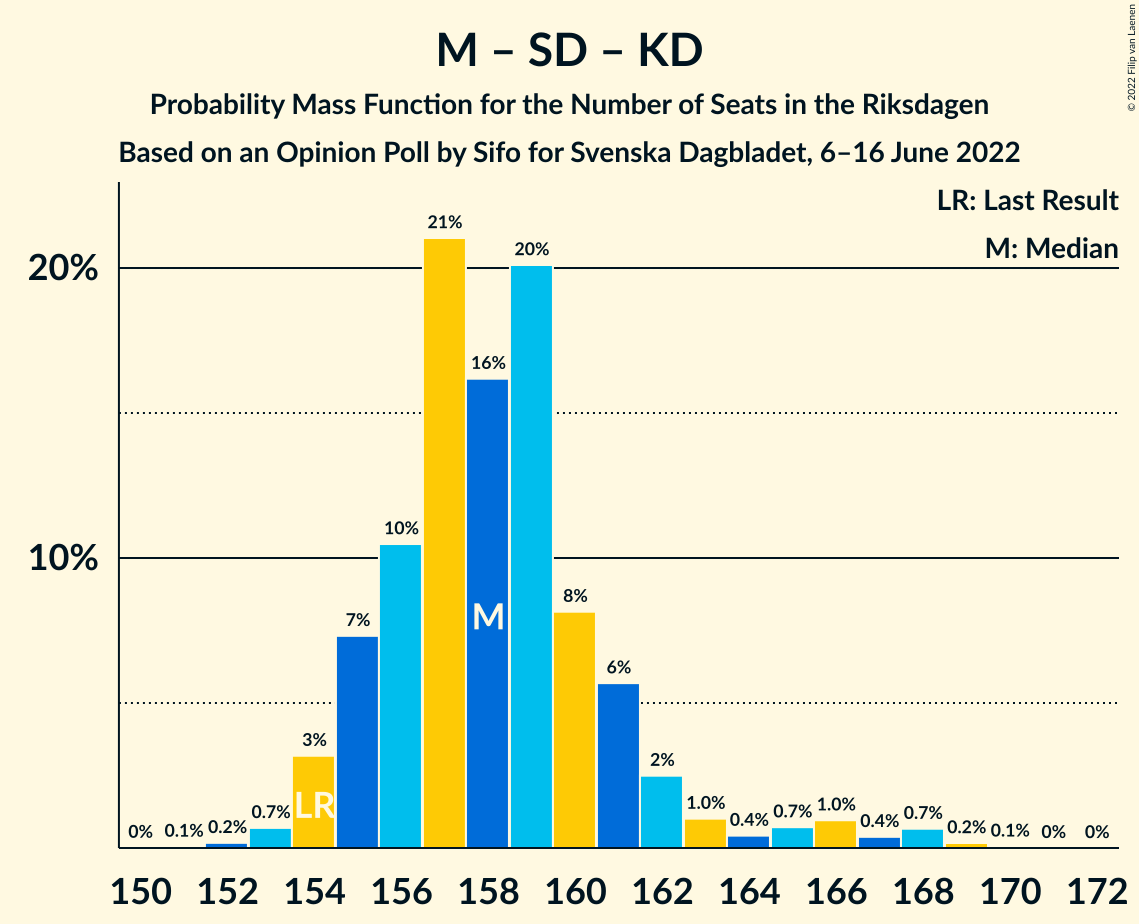 M – SD – KD
Probability Mass Function for the Number of Seats in the Riksdagen
Based on an Opinion Poll by Sifo for Svenska Dagbladet, 6–16 June 2022
© 2022 Filip van Laenen
LR: Last Result
M: Median
20%
10%
0%
0.1%
0.2%
0.7%
3%
7%
10%
21%
16%
20%
8%
6%
2%
1.0%
0.4%
0.7%
1.0%
0.4%
0.7%
0.2%
0.1%
0%
0%
LR
M
150 152 154 156 158 160 162 164 166 168 170 172